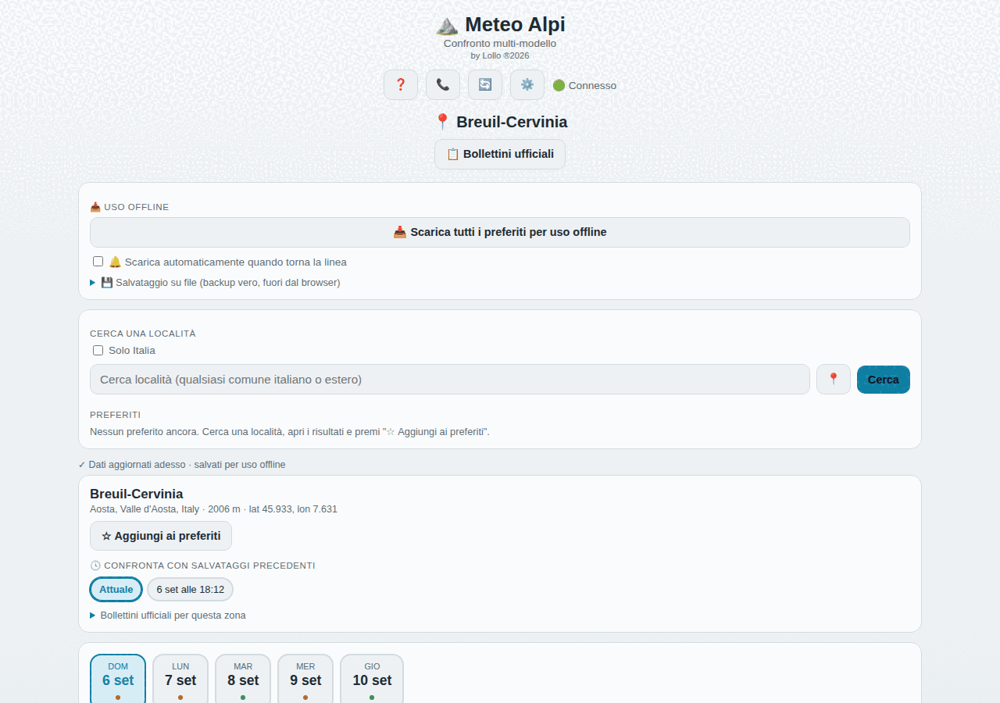 Meteo Alpi
Confronto multi-modello
by Lollo ®2026
Connesso
Breuil-Cervinia
Bollettini ufficiali
USO OFFLINE
Scarica tutti i preferiti per uso offline
Scarica automaticamente quando torna la linea
Salvataggio su file (backup vero, fuori dal browser)
CERCA UNA LOCALITÀ
Solo Italia
Cerca località (qualsiasi comune italiano o estero)
Cerca
PREFERITI
Nessun preferito ancora. Cerca una località, apri i risultati e premi "☆ Aggiungi ai preferiti".
✓ Dati aggiornati adesso · salvati per uso offline
Breuil-Cervinia
Aosta, Valle d'Aosta, Italy · 2006 m · lat 45.933, lon 7.631
☆ Aggiungi ai preferiti
CONFRONTA CON SALVATAGGI PRECEDENTI
Attuale 6 set alle 18:12
Bollettini ufficiali per questa zona
DOM LUN MAR MER GIO
6 set 7 set 8 set 9 set 10 set